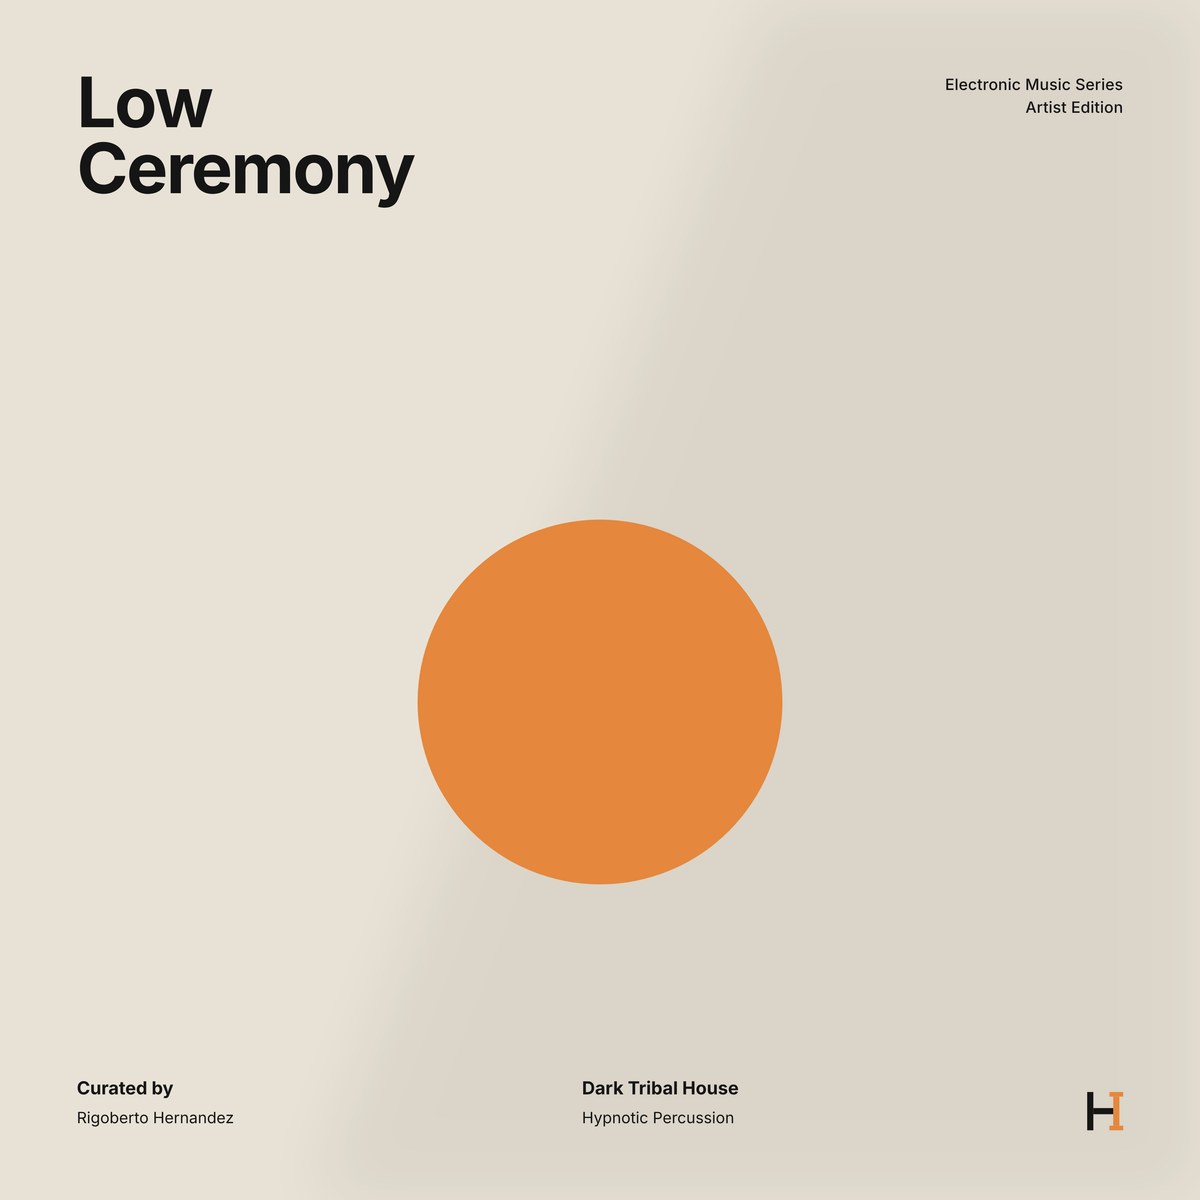 Low
Ceremony
Electronic Music Series
Artist Edition
Curated by
Rigoberto Hernandez
Dark Tribal House
Hypnotic Percussion
HI